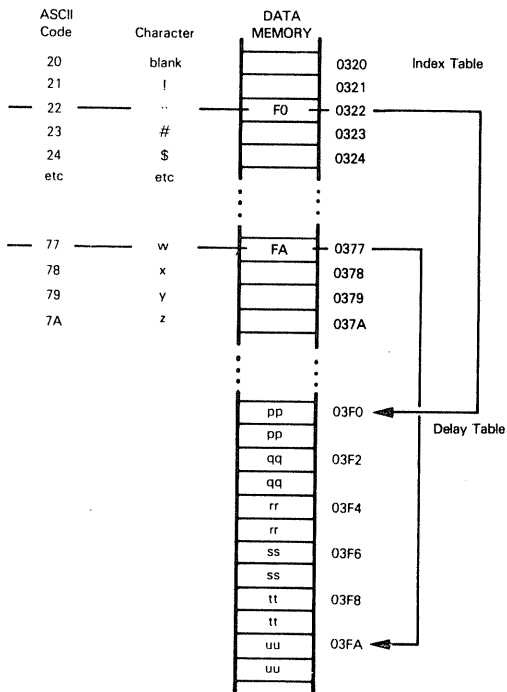 ASCII Code Character DATA MEMORY
20 blank 0320 Index Table
21 ! 0321
22 " F0 0322
23 # 0323
24 $ 0324
etc etc
77 w FA 0377
78 x 0378
79 y 0379
7A z 037A
pp 03F0
pp Delay Table
qq 03F2
qq
rr 03F4
rr
ss 03F6
ss
tt 03F8
tt
uu 03FA
uu